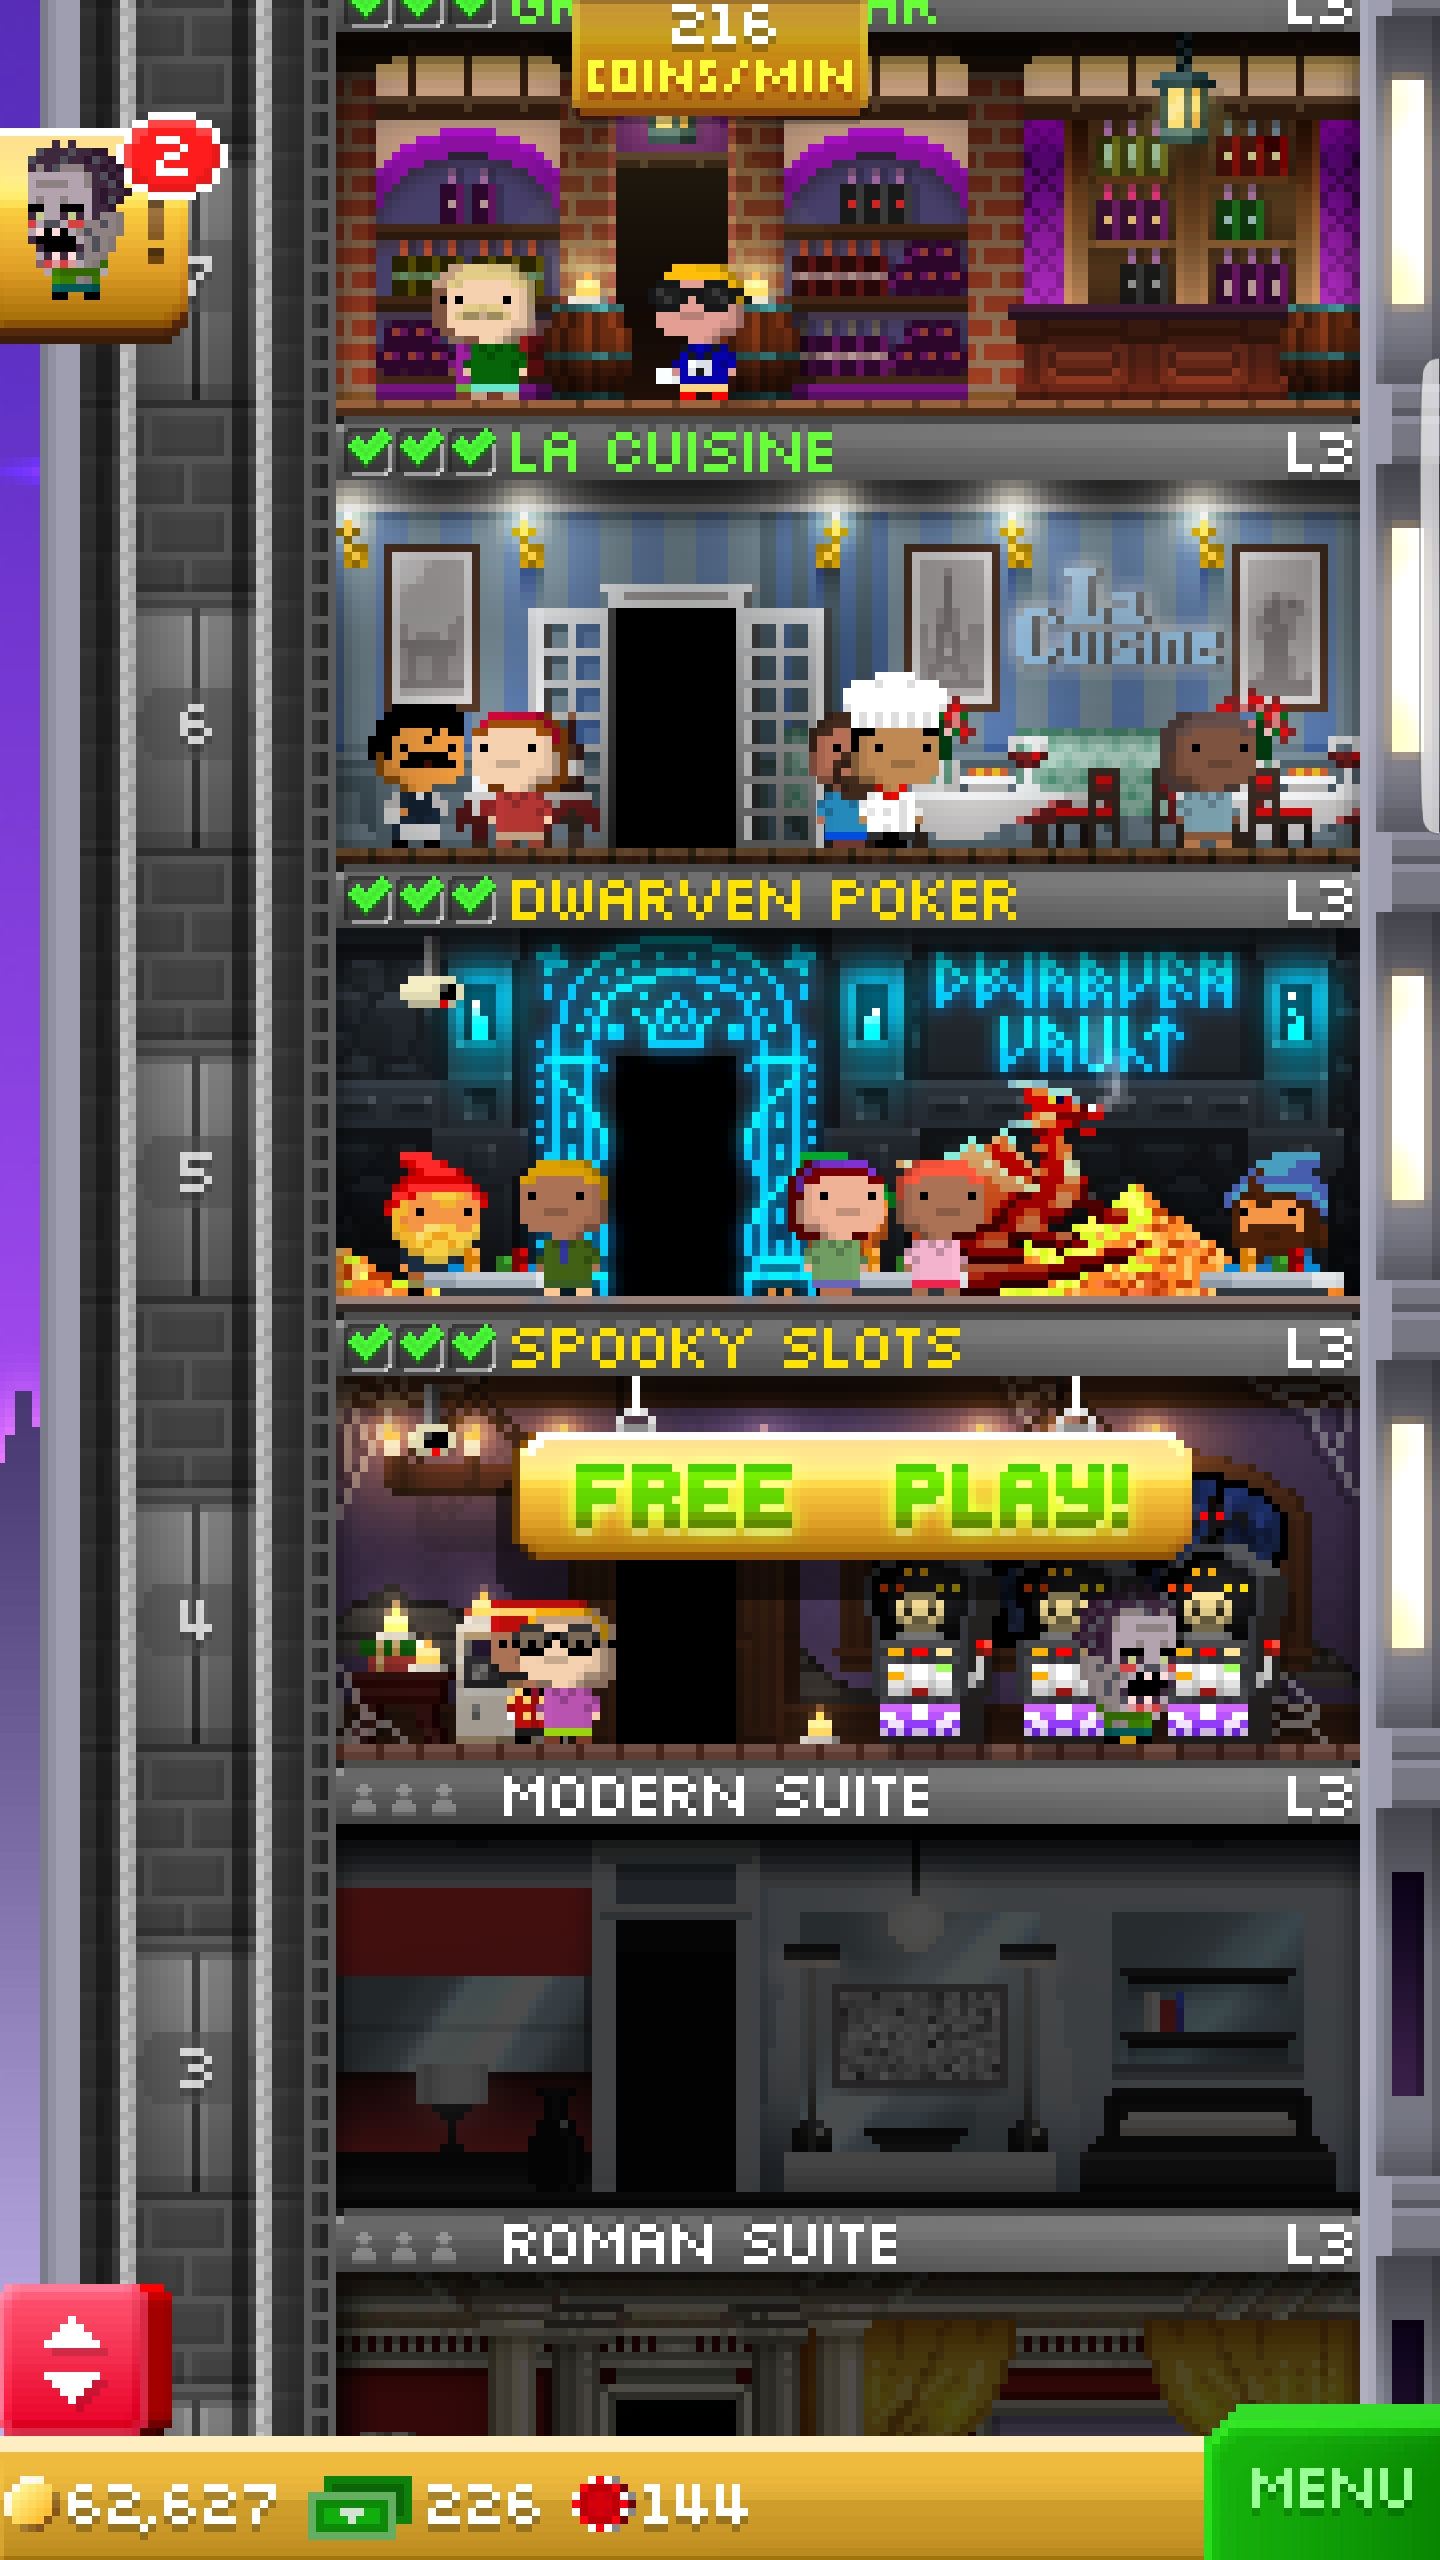 L3
216
COINS/MIN
2
!
7
LA CUISINE L3
La
Cuisine
6
DWARVEN POKER L3
DWARVEN
VAULT
5
SPOOKY SLOTS L3
FREE PLAY!
4
MODERN SUITE L3
3
ROMAN SUITE L3
62,627 226 144
MENU